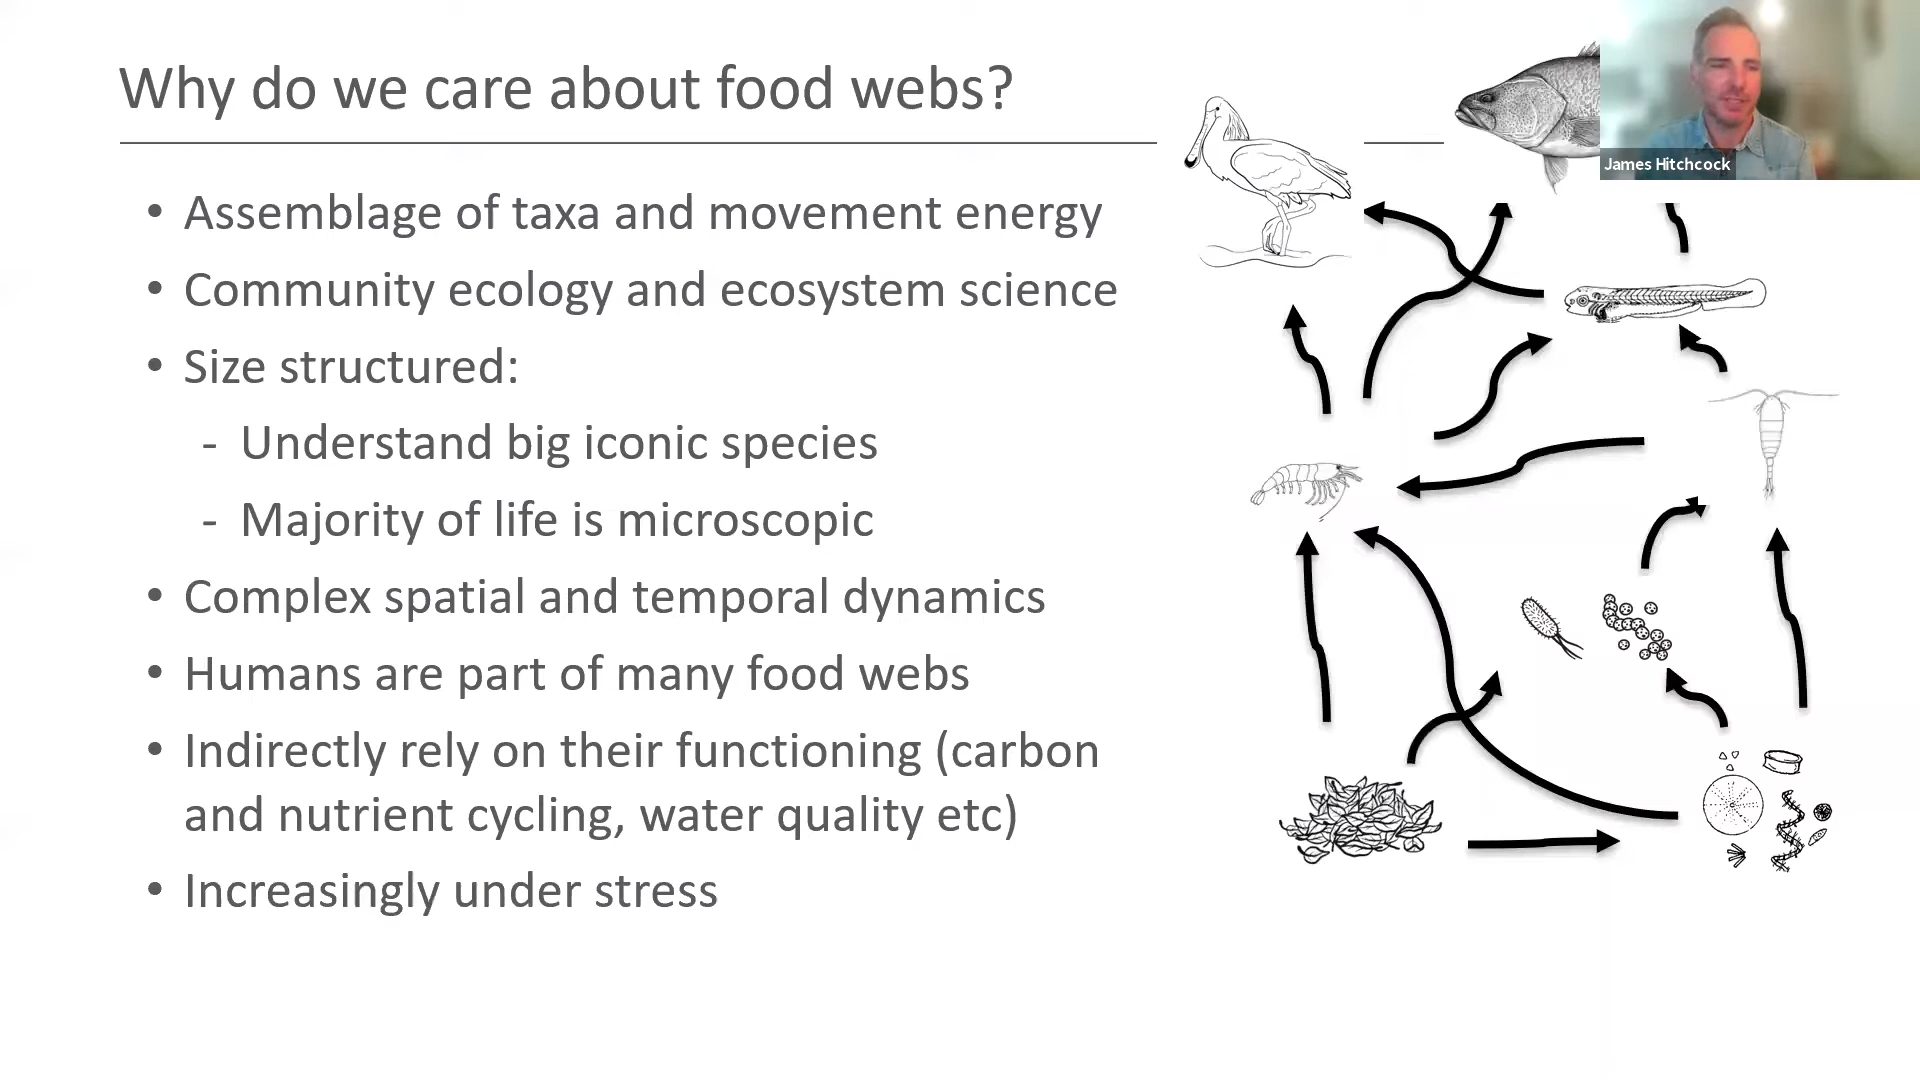 Why do we care about food webs?
James Hitchcock
• Assemblage of taxa and movement energy
• Community ecology and ecosystem science
• Size structured:
- Understand big iconic species
- Majority of life is microscopic
• Complex spatial and temporal dynamics
• Humans are part of many food webs
• Indirectly rely on their functioning (carbon
and nutrient cycling, water quality etc)
• Increasingly under stress